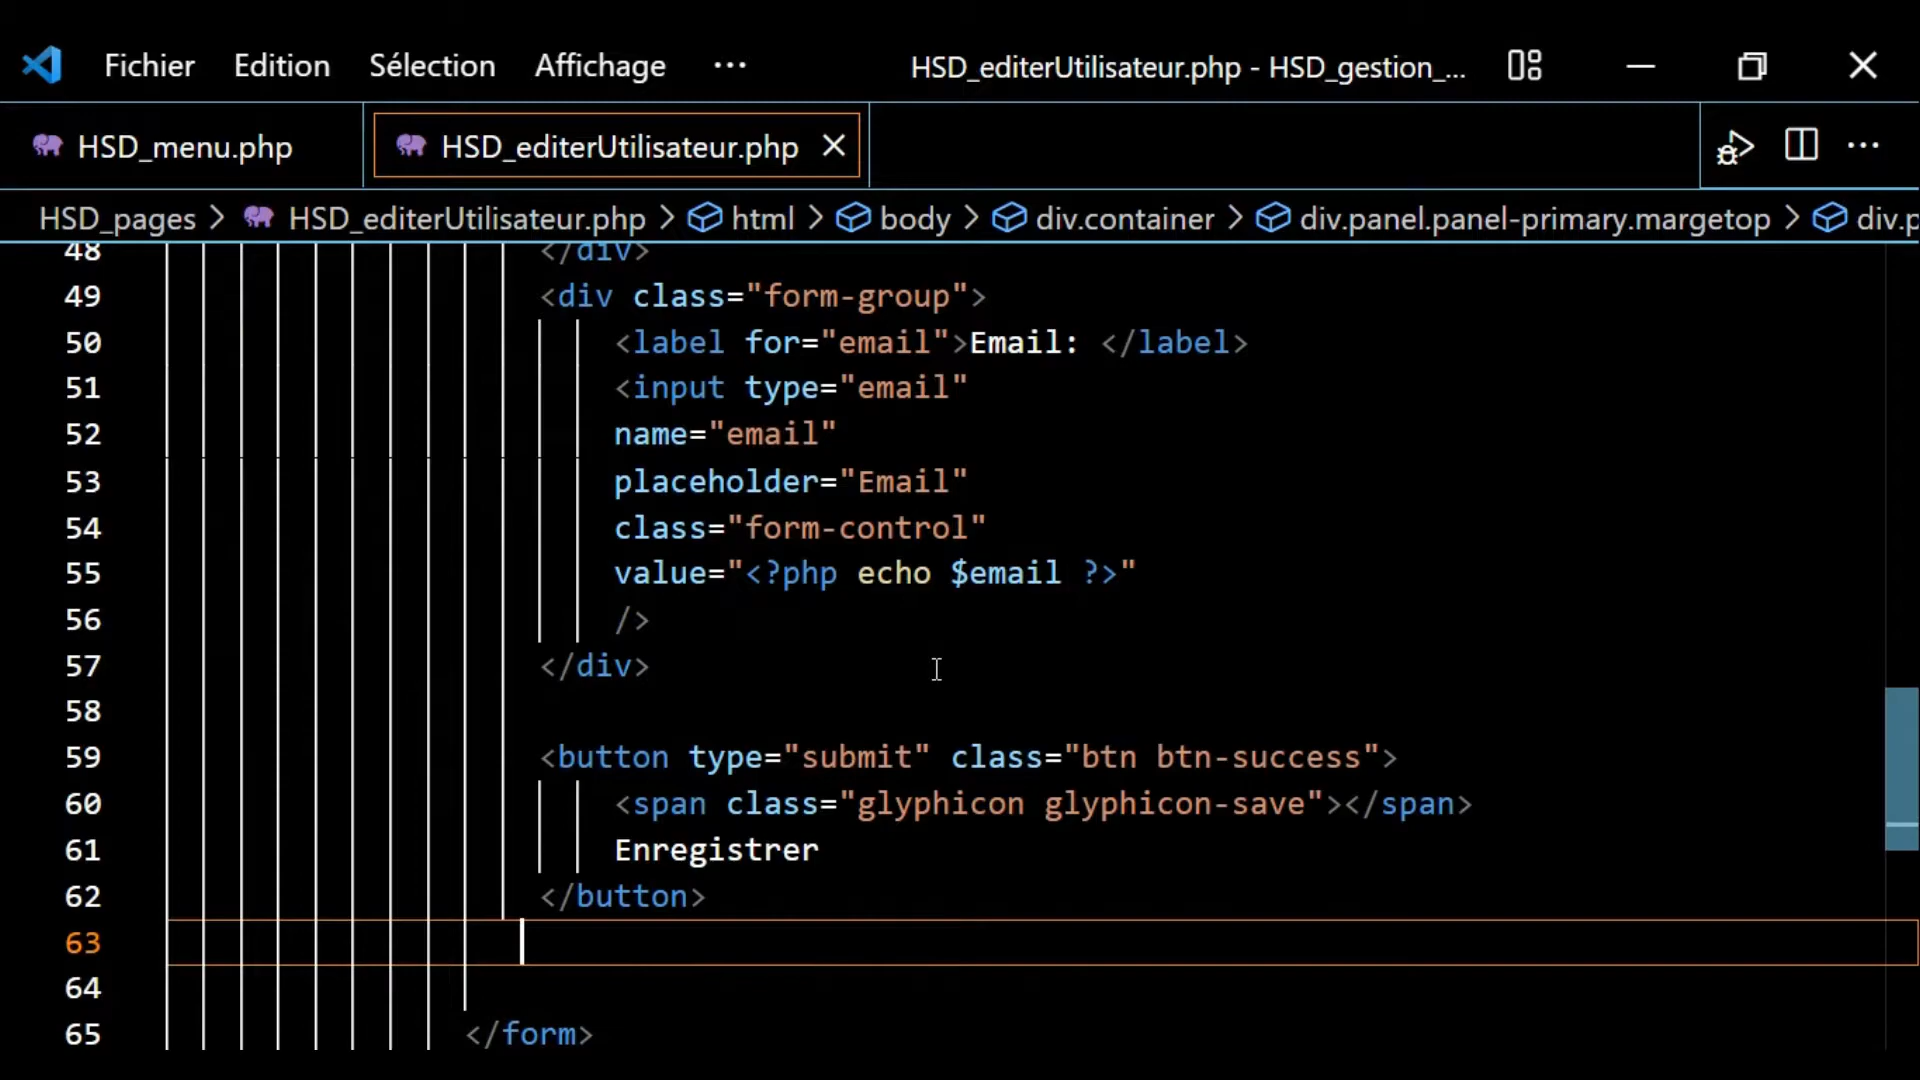 Fichier Edition Sélection Affichage ··· HSD_editerUtilisateur.php - HSD_gestion_...
HSD_menu.php HSD_editerUtilisateur.php
HSD_pages > HSD_editerUtilisateur.php > html > body > div.container > div.panel.panel-primary.margetop > div.p
48 </div>
49 <div class="form-group">
50 <label for="email">Email: </label>
51 <input type="email"
52 name="email"
53 placeholder="Email"
54 class="form-control"
55 value="<?php echo $email ?>"
56 />
57 </div>
58
59 <button type="submit" class="btn btn-success">
60 <span class="glyphicon glyphicon-save"></span>
61 Enregistrer
62 </button>
63
64
65 </form>